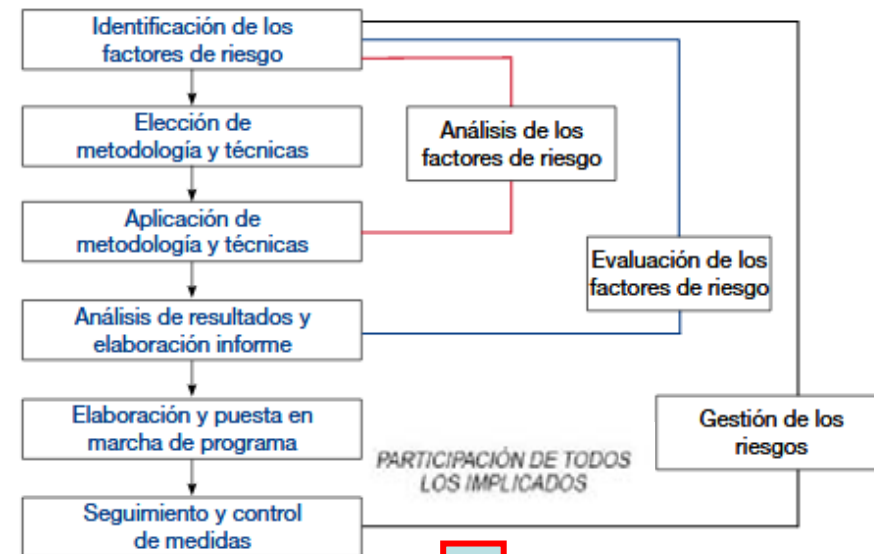 Identificación de los
factores de riesgo
Elección de
metodología y técnicas
Análisis de los
factores de riesgo
Aplicación de
metodología y técnicas
Evaluación de los
factores de riesgo
Análisis de resultados y
elaboración informe
Elaboración y puesta en
marcha de programa
Gestión de los
riesgos
PARTICIPACIÓN DE TODOS
LOS IMPLICADOS
Seguimiento y control
de medidas